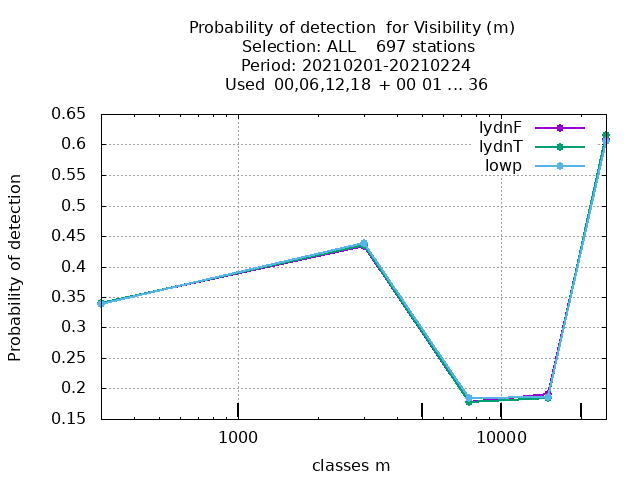 Probability of detection  for Visibility (m)
Selection: ALL    697 stations
Period: 20210201-20210224
Used  00,06,12,18  + 00 01 ... 36
lydnF
lydnT
lowp
Probability of detection
0.65
0.6
0.55
0.5
0.45
0.4
0.35
0.3
0.25
0.2
0.15
1000
10000
classes m